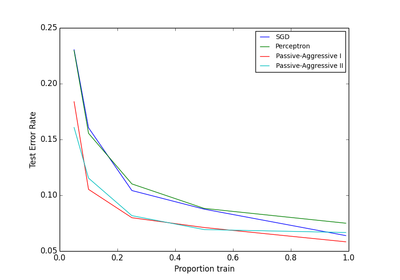 0.25
SGD
Perceptron
Passive-Aggressive I
Passive-Aggressive II
0.20
Test Error Rate
0.15
0.10
0.05
0.0
0.2
0.4
0.6
0.8
1.0
Proportion train